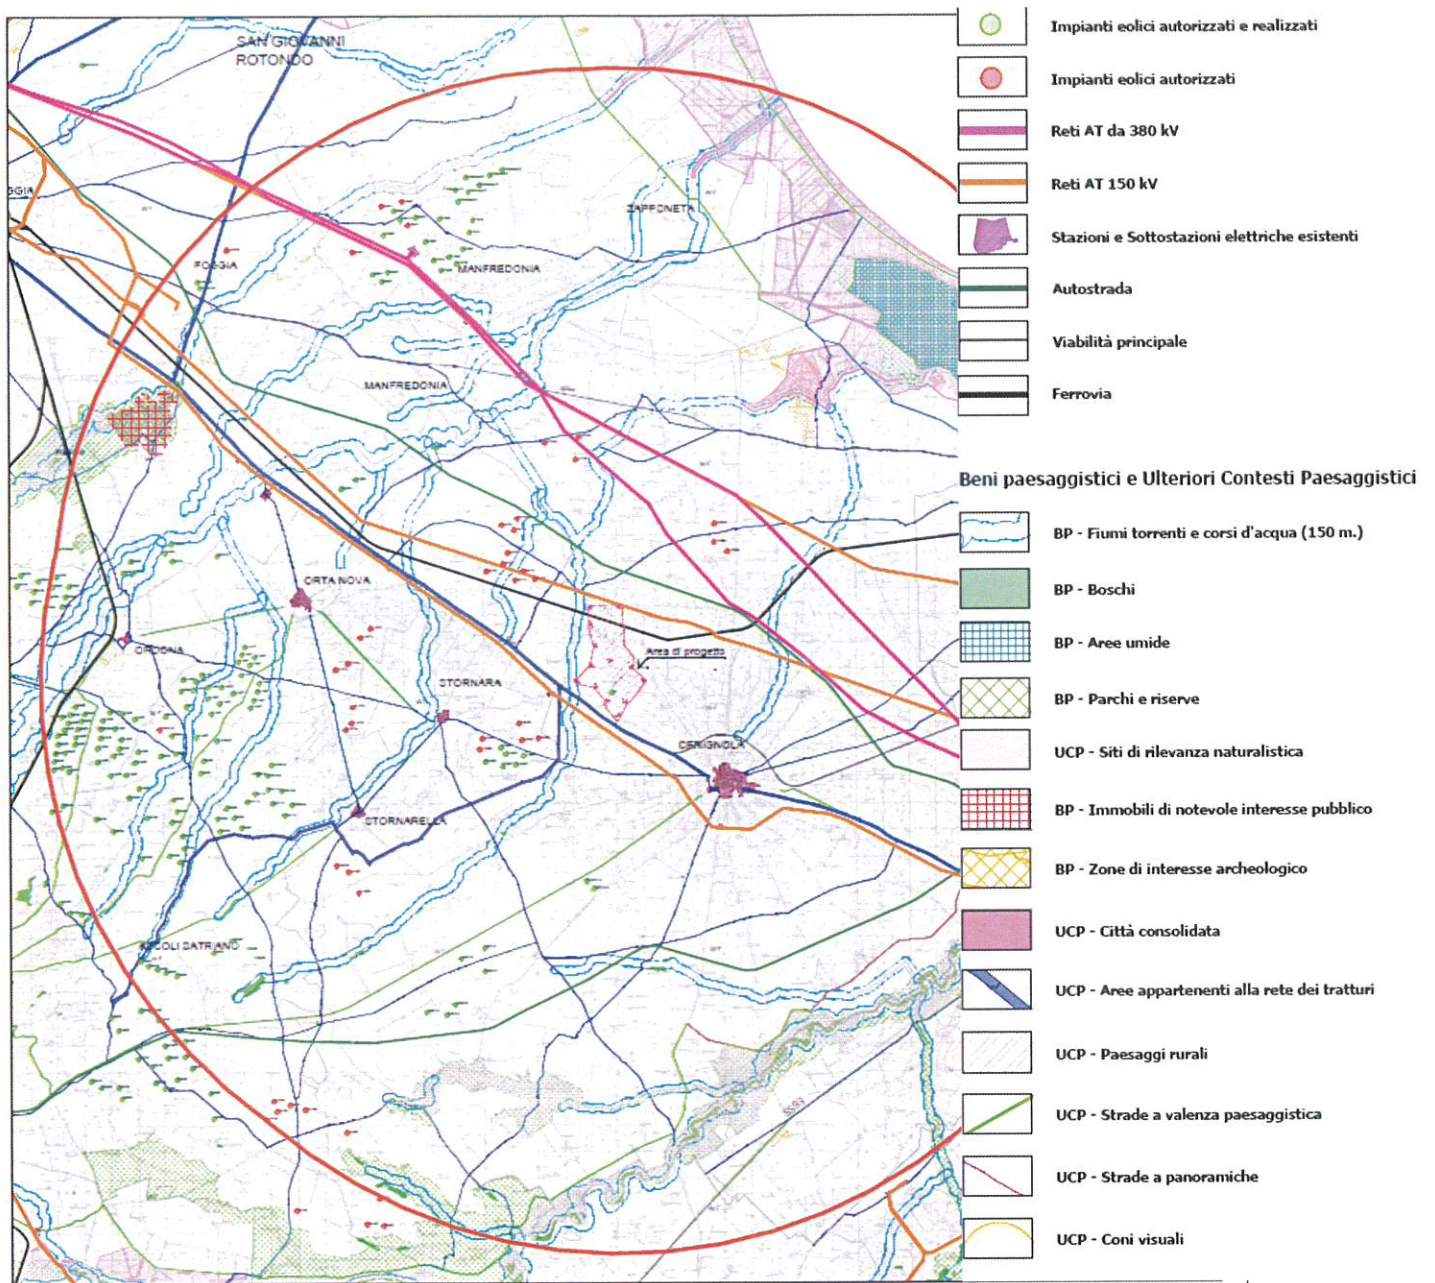 SAN GIOVANNI
ROTONDO
ZAPPONETA
FOGGIA
MANFREDONIA
MANFREDONIA
ORTA NOVA
ORDONA
Area di progetto
STORNARA
CERIGNOLA
STORNARELLA
ASCOLI SATRIANO
Impianti eolici autorizzati e realizzati
Impianti eolici autorizzati
Reti AT da 380 kV
Reti AT 150 kV
Stazioni e Sottostazioni elettriche esistenti
Autostrada
Viabilità principale
Ferrovia
Beni paesaggistici e Ulteriori Contesti Paesaggistici
BP - Fiumi torrenti e corsi d'acqua (150 m.)
BP - Boschi
BP - Aree umide
BP - Parchi e riserve
UCP - Siti di rilevanza naturalistica
BP - Immobili di notevole interesse pubblico
BP - Zone di interesse archeologico
UCP - Città consolidata
UCP - Aree appartenenti alla rete dei tratturi
UCP - Paesaggi rurali
UCP - Strade a valenza paesaggistica
UCP - Strade a panoramiche
UCP - Coni visuali